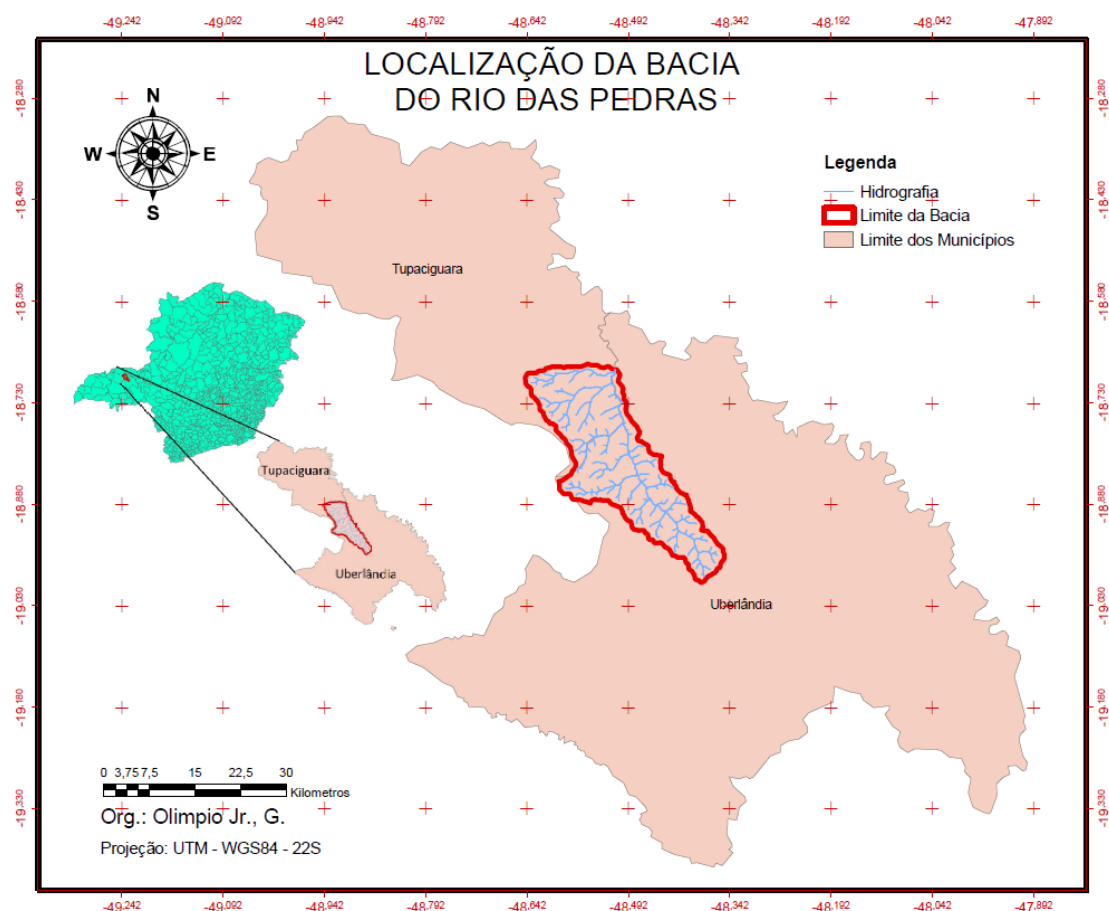 -49,242 -49,092 -48,942 -48,792 -48,642 -48,492 -48,342 -48,192 -48,042 -47,892
LOCALIZAÇÃO DA BACIA
DO RIO DAS PEDRAS
N
W E
S
Legenda
Hidrografia
Limite da Bacia
Limite dos Municípios
-18,280
-18,430
-18,580
-18,730
-18,880
-19,030
-19,180
-19,330
-18,280
-18,430
-18,580
-18,730
-18,880
-19,030
-19,180
-19,330
Tupaciguara
Uberlândia
Tupaciguara
Uberlândia
0 3,75 7,5 15 22,5 30
Kilometros
Org.: Olimpio Jr., G.
Projeção: UTM - WGS84 - 22S
-49,242 -49,092 -48,942 -48,792 -48,642 -48,492 -48,342 -48,192 -48,042 -47,892